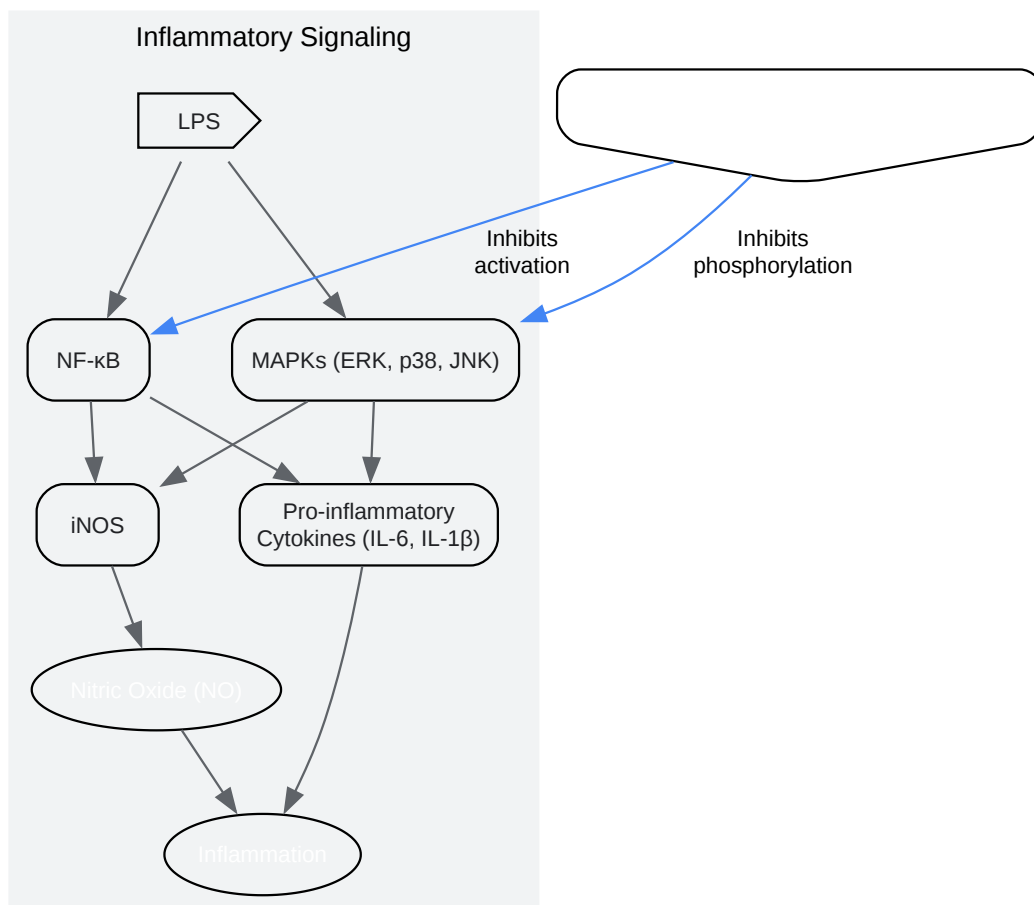 Inflammatory Signaling
LPS
Inhibits
activation
Inhibits
phosphorylation
NF-κB
MAPKs (ERK, p38, JNK)
iNOS
Pro-inflammatory
Cytokines (IL-6, IL-1β)
Nitric Oxide (NO)
Inflammation